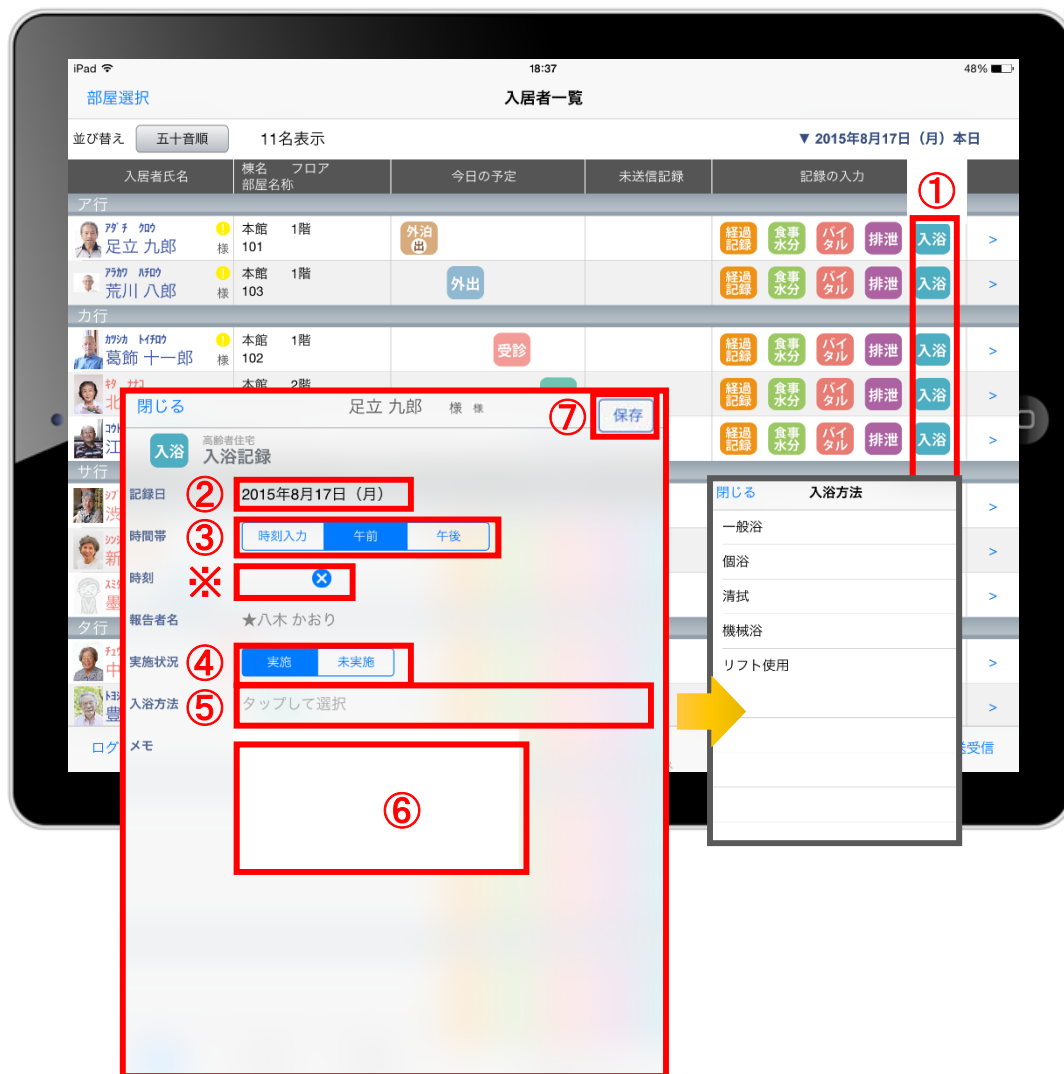 iPad 18:37 48%
部屋選択 入居者一覧
並び替え 五十音順 11名表示 ▼ 2015年8月17日（月）本日
入居者氏名 棟名 フロア 部屋名称 今日の予定 未送信記録 記録の入力 ①
ア行
ｱﾀﾞﾁ ｸﾛｳ
足立 九郎 様 本館 1階 101 外泊 出 経過記録 食事水分 バイタル 排泄 入浴 >
ｱﾗｶﾜ ﾊﾁﾛｳ
荒川 八郎 様 本館 1階 103 外出 経過記録 食事水分 バイタル 排泄 入浴 >
カ行
ｶﾂｼｶ ﾄｲﾁﾛｳ
葛飾 十一郎 様 本館 1階 102 受診 経過記録 食事水分 バイタル 排泄 入浴 >
ｷﾀ ｻｺ
北 本館 2階 経過記録 食事水分 バイタル 排泄 入浴 >
江 経過記録 食事水分 バイタル 排泄 入浴 >
サ行
渋 >
新 >
墨 >
タ行
中 >
豊 >
ログ 送受信
閉じる 足立 九郎 様 様 ⑦ 保存
入浴 高齢者住宅
入浴記録
記録日 ② 2015年8月17日（月）
時間帯 ③ 時刻入力 午前 午後
時刻 ※
報告者名 ★八木 かおり
実施状況 ④ 実施 未実施
入浴方法 ⑤ タップして選択
メモ
⑥
閉じる 入浴方法
一般浴
個浴
清拭
機械浴
リフト使用